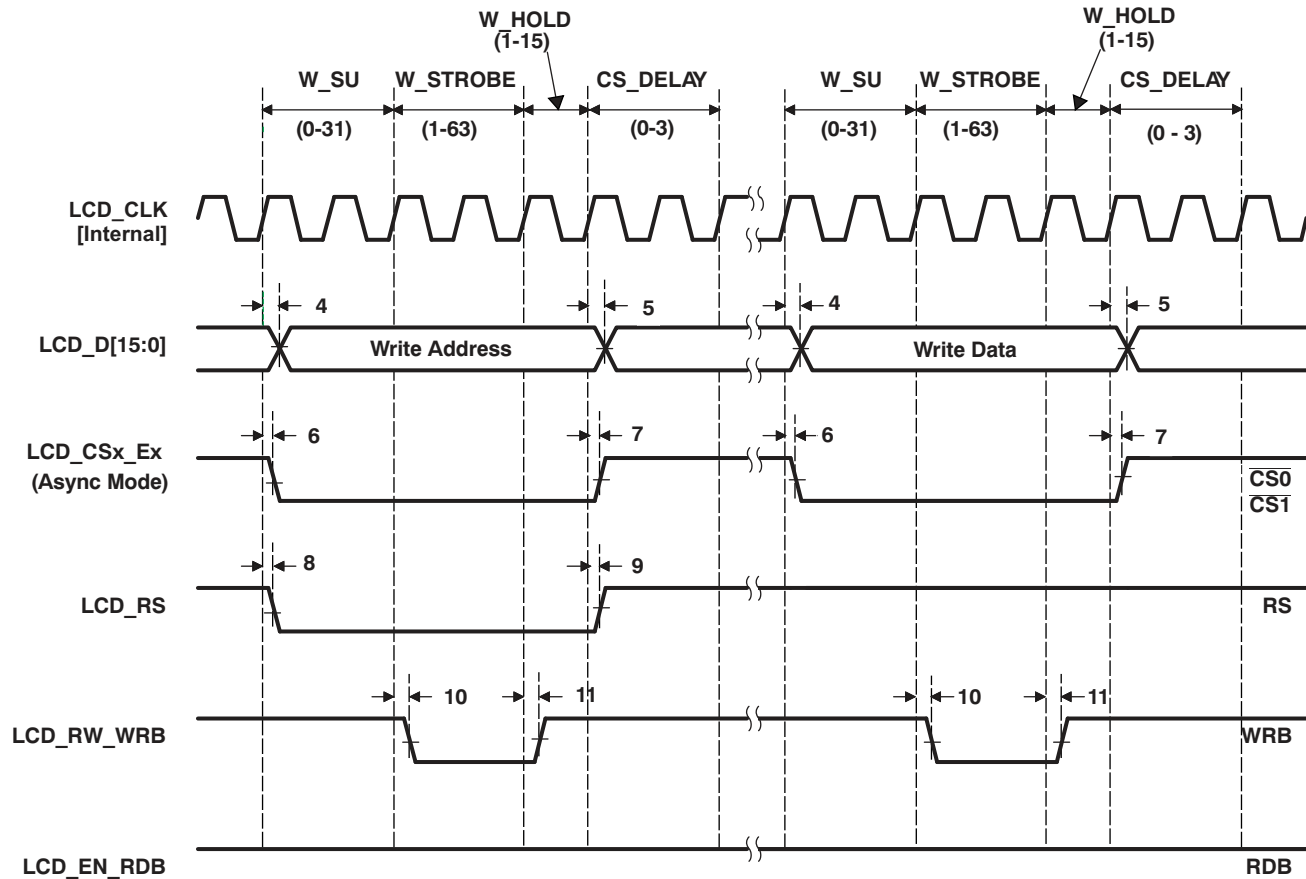 W_HOLD
(1-15)
W_HOLD
(1-15)
W_SU
W_STROBE
CS_DELAY
W_SU
W_STROBE
CS_DELAY
(0-31)
(1-63)
(0-3)
(0-31)
(1-63)
(0 - 3)
LCD_CLK
[Internal]
4
5
4
5
LCD_D[15:0]
Write Address
Write Data
6
7
6
7
LCD_CSx_Ex
(Async Mode)
CS0
CS1
8
9
LCD_RS
RS
10
11
10
11
LCD_RW_WRB
WRB
LCD_EN_RDB
RDB